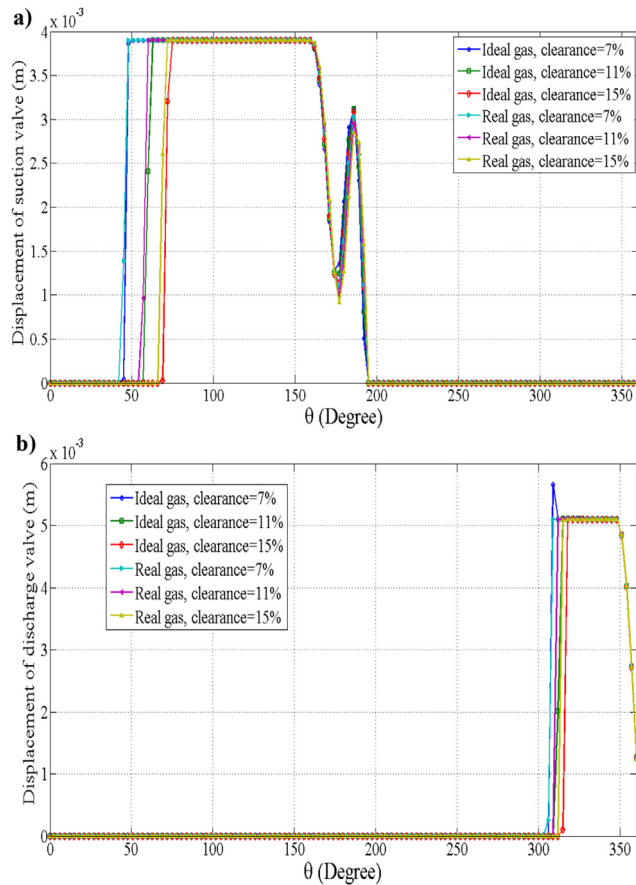 a)
x 10^-3
4
3.5
3
2.5
2
1.5
1
0.5
0
Displacement of suction valve (m)
Ideal gas, clearance=7%
Ideal gas, clearance=11%
Ideal gas, clearance=15%
Real gas, clearance=7%
Real gas, clearance=11%
Real gas, clearance=15%
0 50 100 150 200 250 300 350
θ (Degree)
b)
x 10^-3
6
5
4
3
2
1
0
Displacement of discharge valve (m)
Ideal gas, clearance=7%
Ideal gas, clearance=11%
Ideal gas, clearance=15%
Real gas, clearance=7%
Real gas, clearance=11%
Real gas, clearance=15%
0 50 100 150 200 250 300 350
θ (Degree)